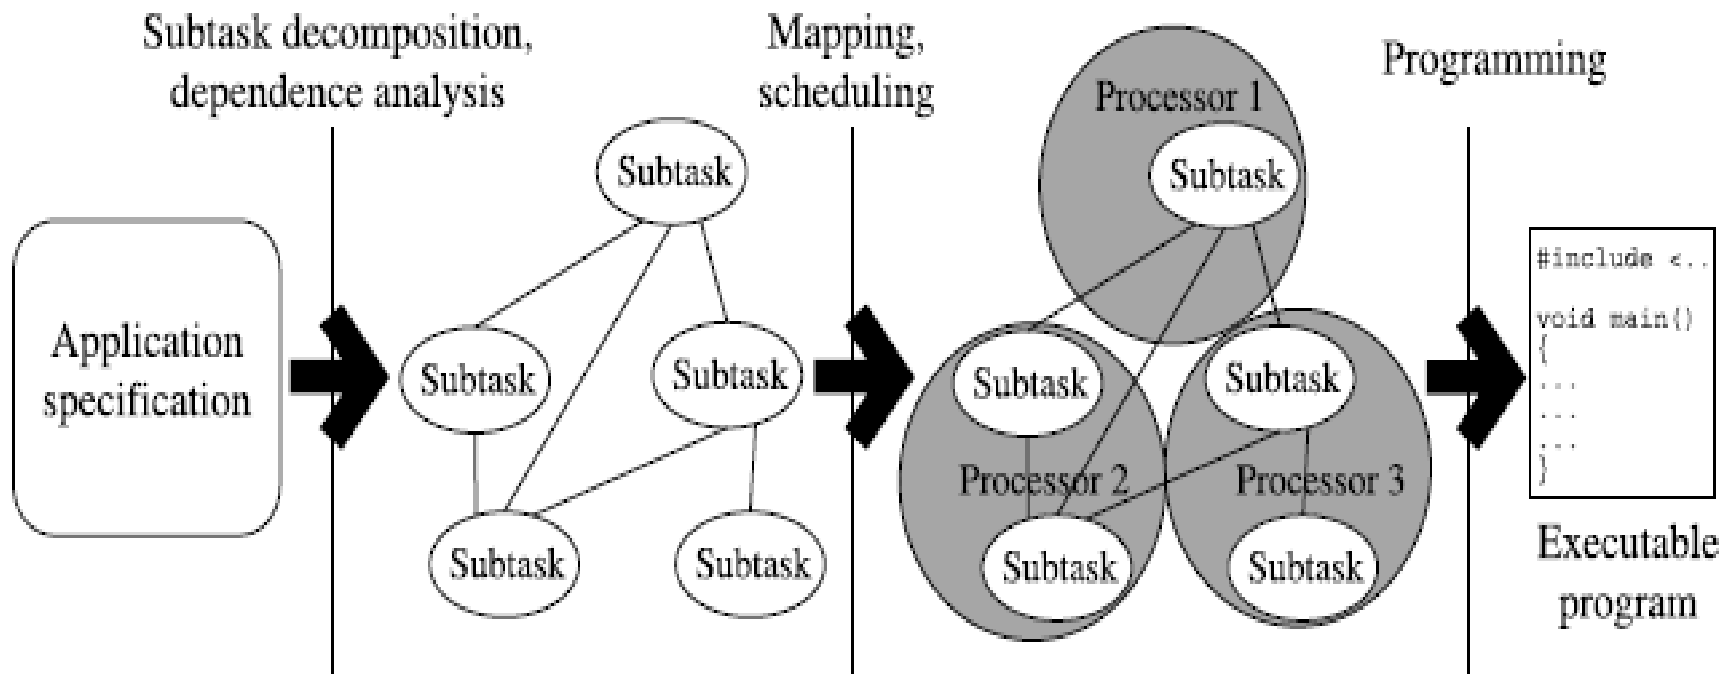 Subtask decomposition,
dependence analysis
Mapping,
scheduling
Programming
Application
specification
Subtask
Subtask
Subtask
Subtask
Subtask
Processor 1
Subtask
Subtask
Processor 2
Subtask
Subtask
Processor 3
Subtask
#include <..
void main()
{
...
...
...
}
Executable
program